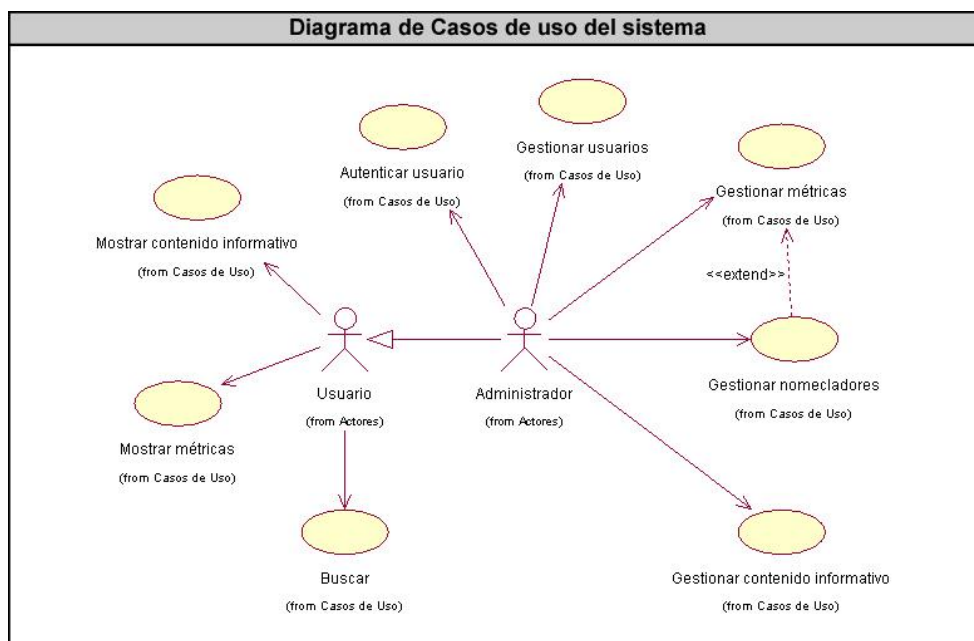 Diagrama de Casos de uso del sistema
Autenticar usuario
(from Casos de Uso)
Gestionar usuarios
(from Casos de Uso)
Gestionar métricas
(from Casos de Uso)
Mostrar contenido informativo
(from Casos de Uso)
<<extend>>
Usuario
(from Actores)
Administrador
(from Actores)
Gestionar nomecladores
(from Casos de Uso)
Mostrar métricas
(from Casos de Uso)
Buscar
(from Casos de Uso)
Gestionar contenido informativo
(from Casos de Uso)